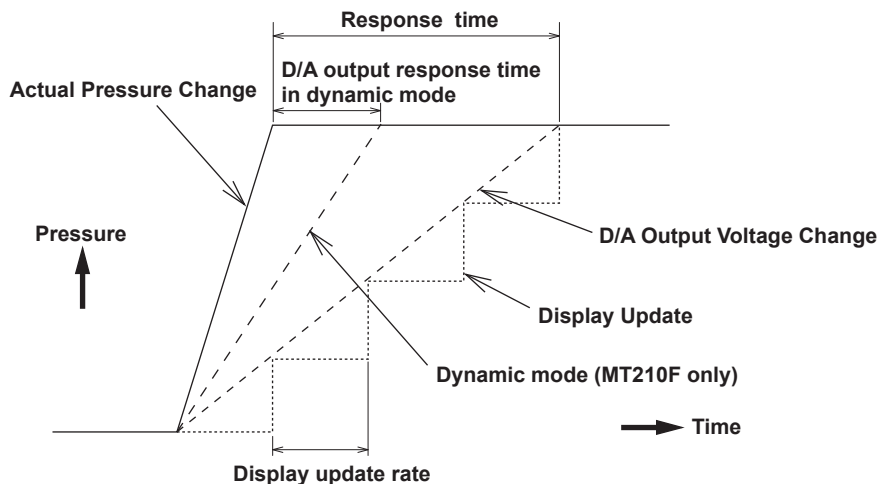 Response time
D/A output response time
in dynamic mode
Actual Pressure Change
Pressure
D/A Output Voltage Change
Display Update
Dynamic mode (MT210F only)
Time
Display update rate